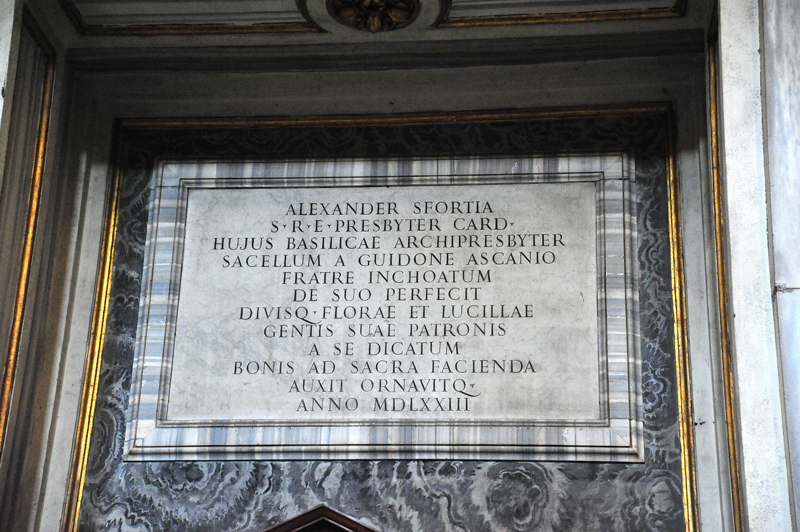 ALEXANDER SFORTIA
S·R·E·PRESBYTER CARD·
HUJUS BASILICAE ARCHIPRESBYTER
SACELLUM A GUIDONE ASCANIO
FRATRE INCHOATUM
DE SUO PERFECIT
DIVISQ·FLORAE ET LUCILLAE
GENTIS SUAE PATRONIS
A SE DICATUM
BONIS AD SACRA FACIENDA
AUXIT ORNAVITQ·
ANNO MDLXXIII